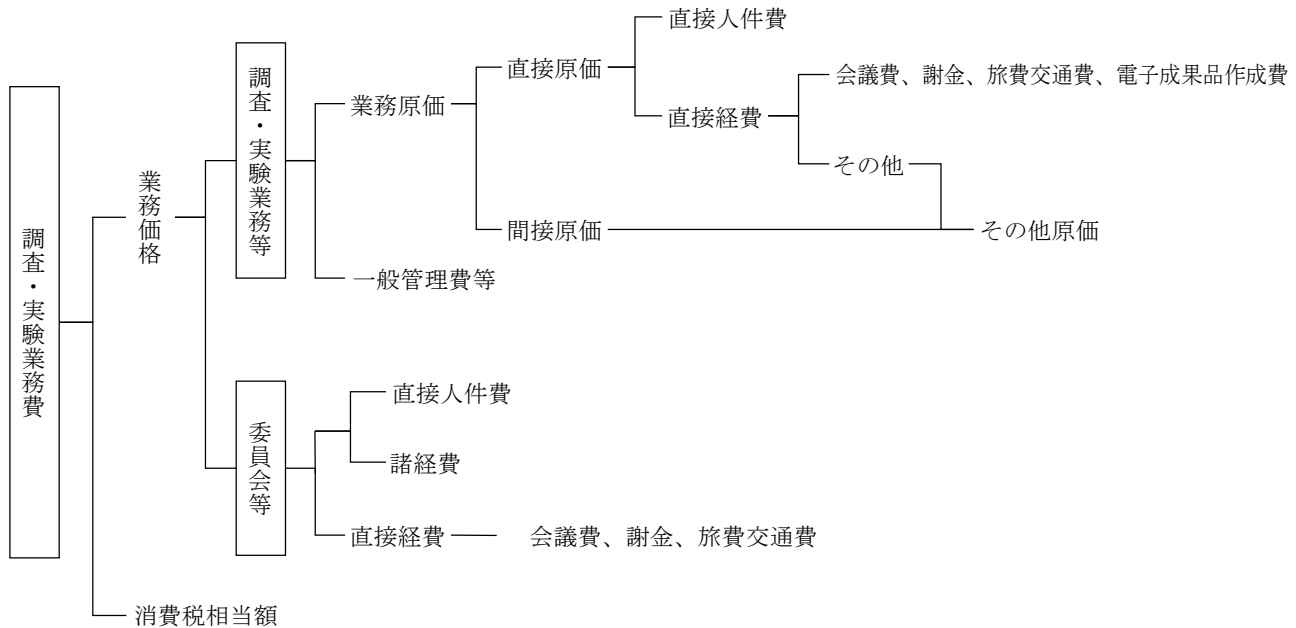 調査・実験業務費
業務価格
調査・実験業務等
業務原価
直接原価
直接人件費
直接経費
会議費、謝金、旅費交通費、電子成果品作成費
その他
間接原価
その他原価
一般管理費等
委員会等
直接人件費
諸経費
直接経費
会議費、謝金、旅費交通費
消費税相当額